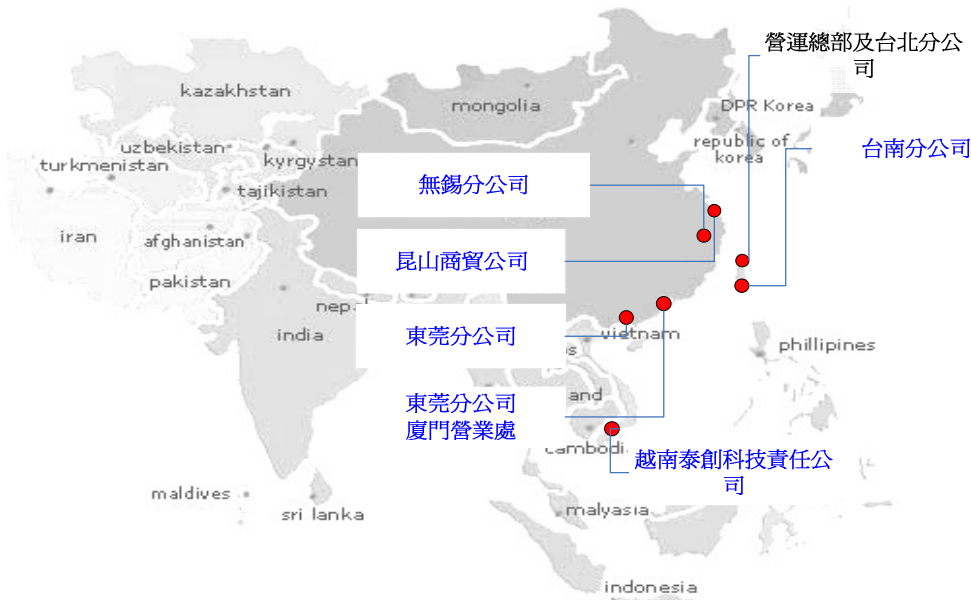 營運總部及台北分公
司
kazakhstan
mongolia
DPR Korea
republic of
korea
台南分公司
uzbekistan
turkmenistan
kyrgystan
tajikistan
無錫分公司
iran
afghanistan
昆山商貿公司
pakistan
nepal
india
東莞分公司
vietnam
phillipines
東莞分公司
廈門營業處
越南泰創科技責任公
司
maldives
sri lanka
malyasia
indonesia